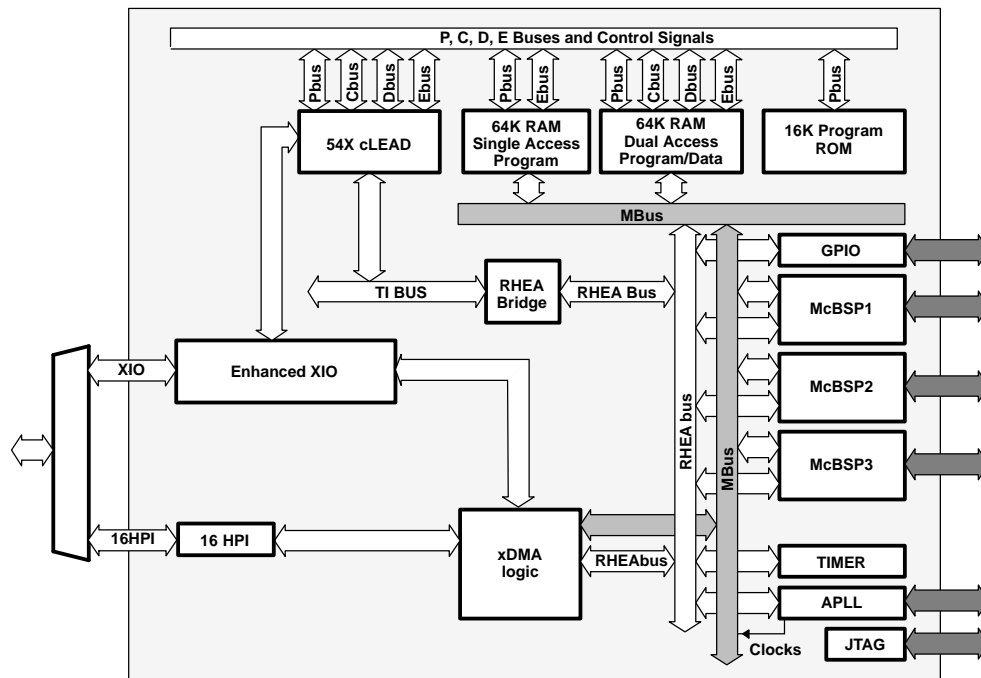 P, C, D, E Buses and Control Signals
Pbus
Cbus
Dbus
Ebus
Pbus
Ebus
Pbus
Cbus
Dbus
Ebus
Pbus
54X cLEAD
64K RAM
Single Access
Program
64K RAM
Dual Access
Program/Data
16K Program
ROM
MBus
GPIO
TI BUS
RHEA
Bridge
RHEA Bus
McBSP1
XIO
Enhanced XIO
McBSP2
RHEA bus
MBus
McBSP3
16HPI
16 HPI
xDMA
logic
RHEAbus
TIMER
APLL
Clocks
JTAG